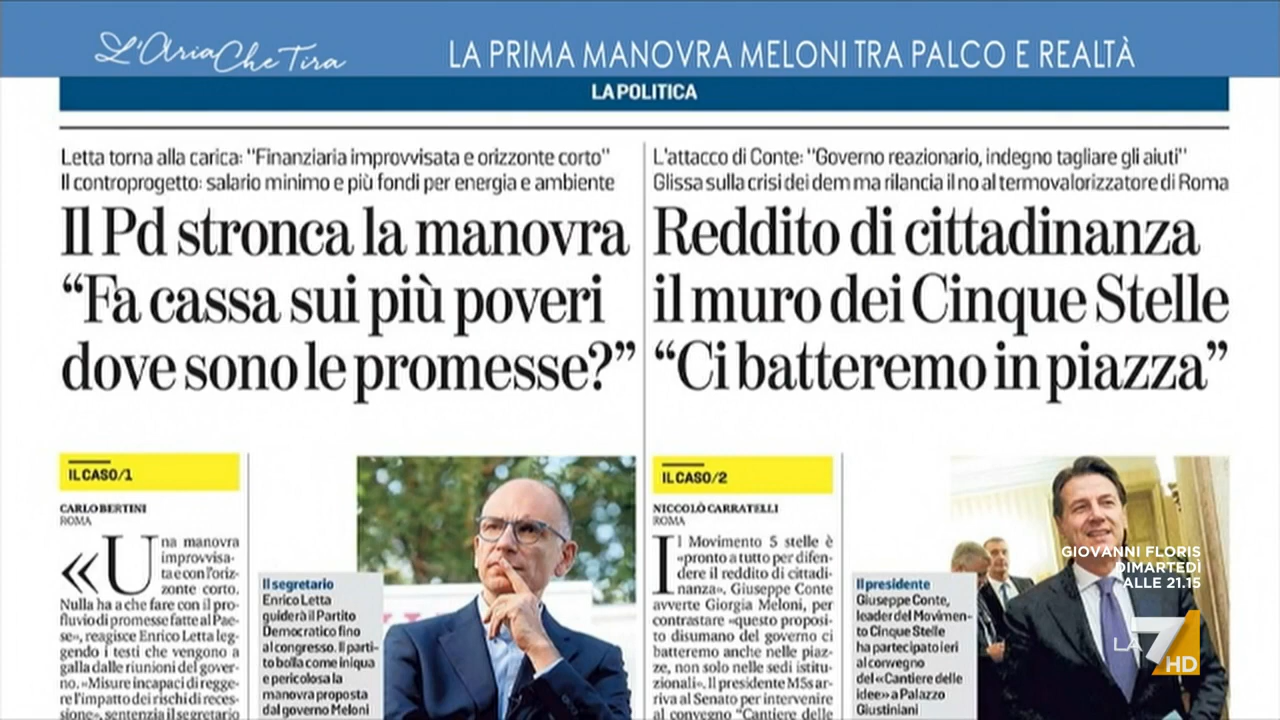 L'Aria Che Tira
LA PRIMA MANOVRA MELONI TRA PALCO E REALTÀ
LA POLITICA
Letta torna alla carica: "Finanziaria improvvisata e orizzonte corto"
Il controprogetto: salario minimo e più fondi per energia e ambiente
Il Pd stronca la manovra
“Fa cassa sui più poveri
dove sono le promesse?”
IL CASO/1
CARLO BERTINI
ROMA
«Una manovra
improvvisa-
ta e con l'oriz-
zonte corto.
Nulla ha a che fare con il pro-
fluvio di promesse fatte al Pae-
se», reagisce Enrico Letta leg-
gendo i testi che vengono a
galla dalle riunioni del gover-
no. «Misure incapaci di regge-
re l'impatto dei rischi di reces-
sione», sentenzia il segretario
Il segretario
Enrico Letta
guiderà il Partito
Democratico fino
al congresso. Il parti-
to bolla come iniqua
e pericolosa la
manovra proposta
dal governo Meloni
L'attacco di Conte: "Governo reazionario, indegno tagliare gli aiuti"
Glissa sulla crisi dei dem ma rilancia il no al termovalorizzatore di Roma
Reddito di cittadinanza
il muro dei Cinque Stelle
“Ci batteremo in piazza”
IL CASO/2
NICCOLÒ CARRATELLI
ROMA
Il Movimento 5 stelle è
«pronto a tutto per difen-
dere il reddito di cittadi-
nanza». Giuseppe Conte
avverte Giorgia Meloni, per
contrastare «questo proposi-
to disumano del governo ci
batteremo anche nelle piaz-
ze, non solo nelle sedi istitu-
zionali». Il presidente M5s ar-
riva al Senato per intervenire
al convegno "Cantiere delle
Il presidente
Giuseppe Conte,
leader del Movimen-
to Cinque Stelle
ha partecipato ieri
al convegno
del «Cantiere delle
idee» a Palazzo
Giustiniani
GIOVANNI FLORIS
DIMARTEDÌ
ALLE 21.15
LA 7 HD